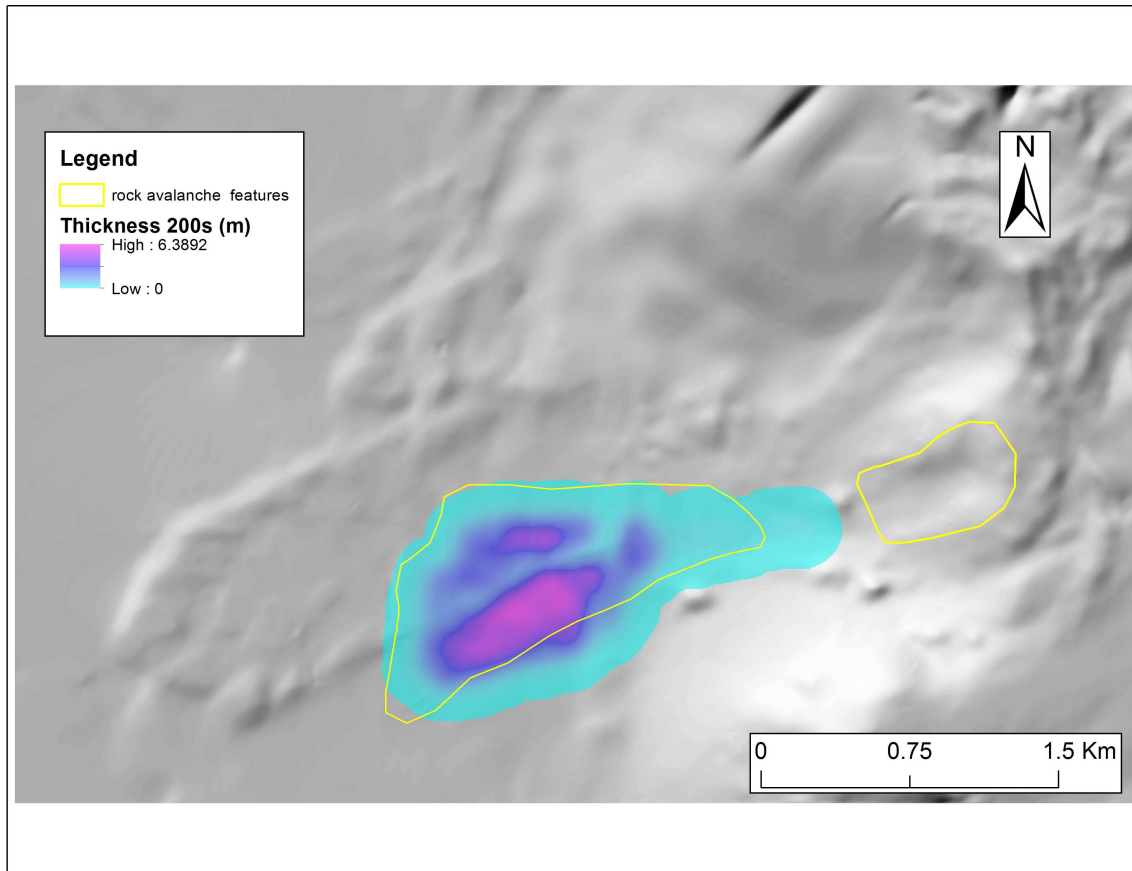 Legend
rock avalanche features
Thickness 200s (m)
High : 6.3892
Low : 0
N
0 0.75 1.5 Km